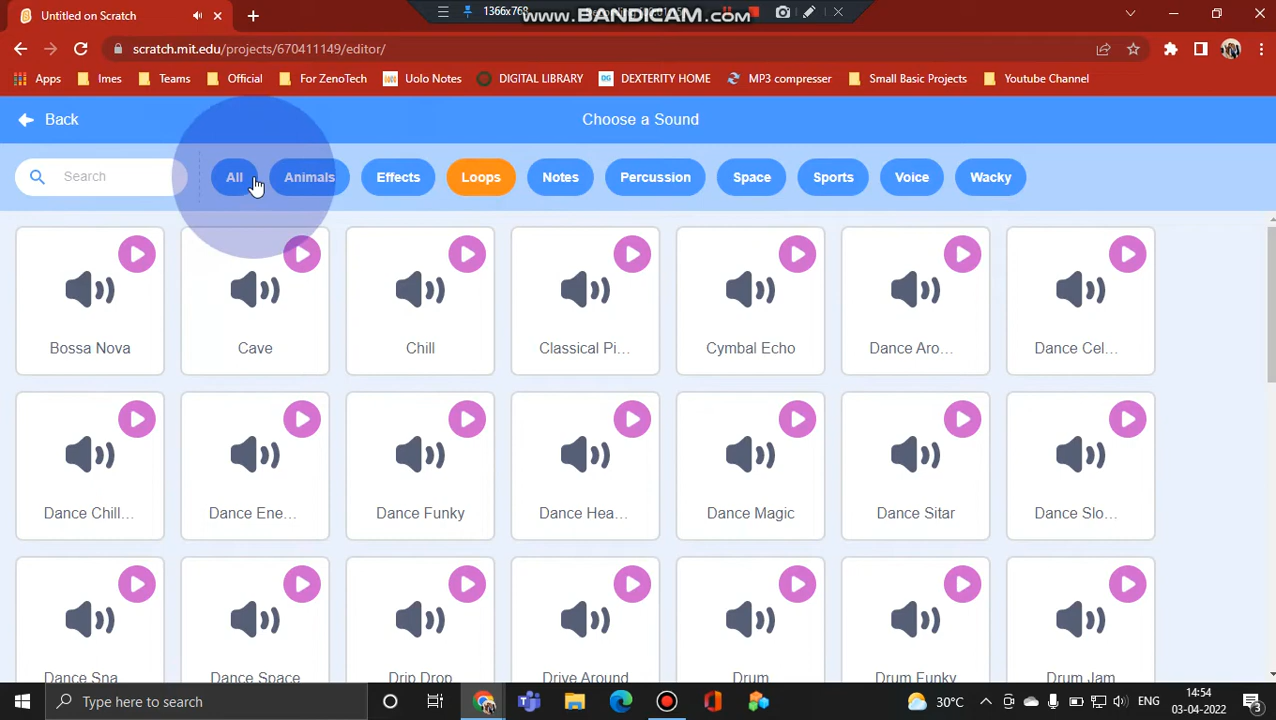 Untitled on Scratch
1366x768
www.BANDICAM.com
scratch.mit.edu/projects/670411149/editor/
Apps
Imes
Teams
Official
For ZenoTech
Uolo Notes
DIGITAL LIBRARY
DEXTERITY HOME
MP3 compresser
Small Basic Projects
Youtube Channel
Back
Choose a Sound
Search
All
Animals
Effects
Loops
Notes
Percussion
Space
Sports
Voice
Wacky
Bossa Nova
Cave
Chill
Classical Pi...
Cymbal Echo
Dance Aro...
Dance Cel...
Dance Chill...
Dance Ene...
Dance Funky
Dance Hea...
Dance Magic
Dance Sitar
Dance Slo...
Dance Sna...
Dance Space
Drip Drop
Drive Around
Drum
Drum Funky
Drum Jam
Type here to search
30°C
ENG
14:54
03-04-2022
3